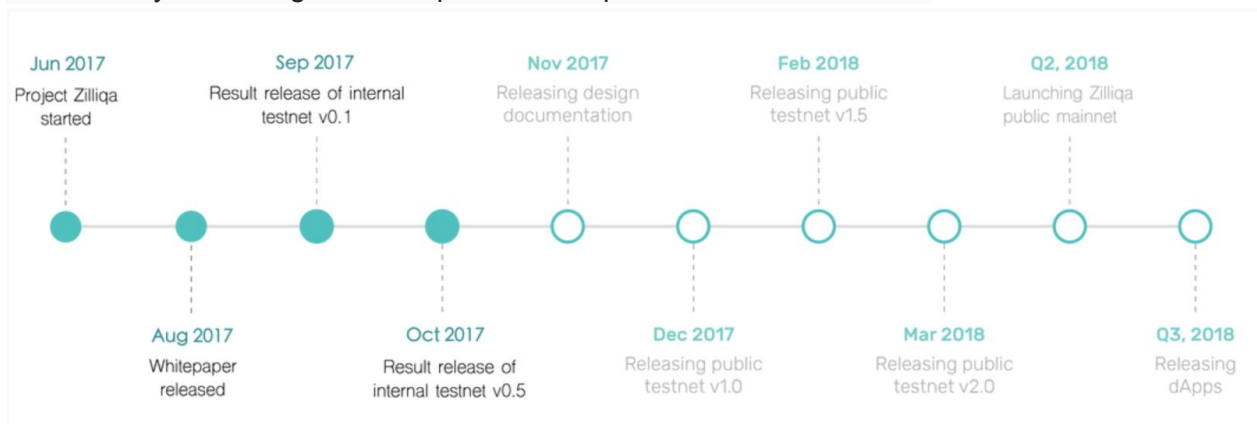 Jun 2017
Project Zilliqa
started
Sep 2017
Result release of internal
testnet v0.1
Nov 2017
Releasing design
documentation
Feb 2018
Releasing public
testnet v1.5
Q2, 2018
Launching Zilliqa
public mainnet
Aug 2017
Whitepaper
released
Oct 2017
Result release of
internal testnet v0.5
Dec 2017
Releasing public
testnet v1.0
Mar 2018
Releasing public
testnet v2.0
Q3, 2018
Releasing
dApps